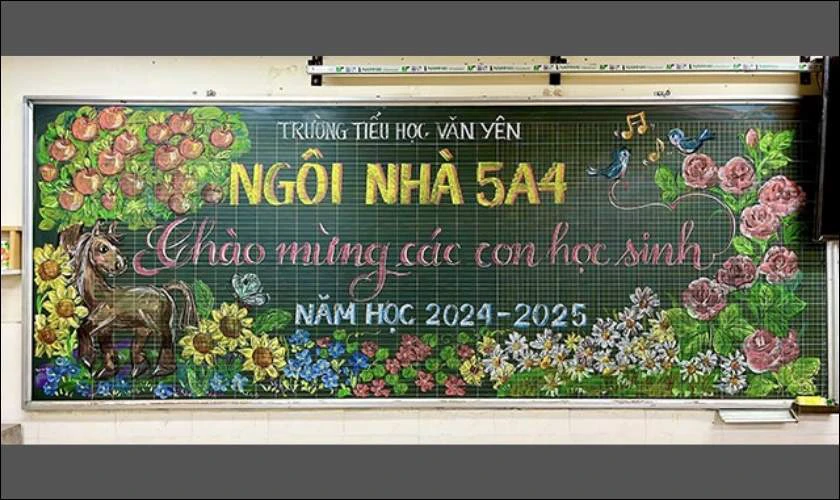 TRƯỜNG TIỂU HỌC VĂN YÊN
NGÔI NHÀ 5A4
Chào mừng các con học sinh
NĂM HỌC 2024-2025